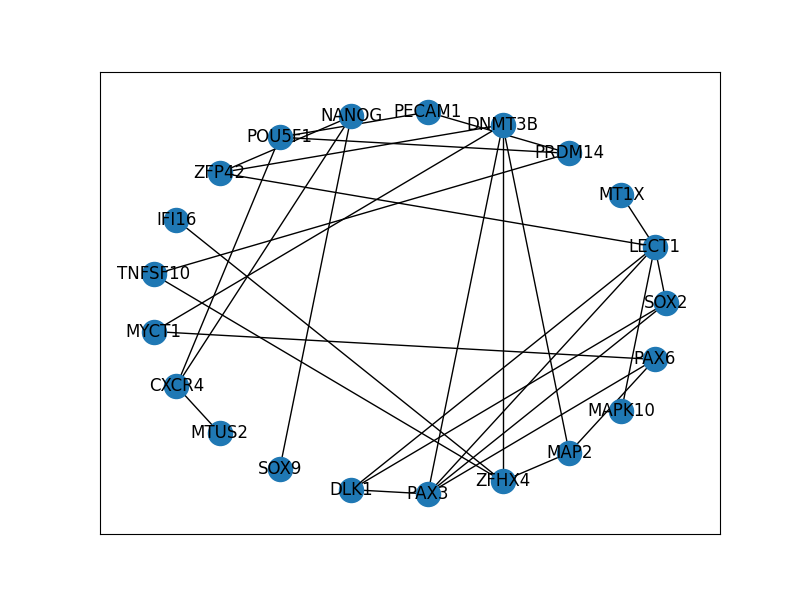 PECAM1
NANOG
DNMT3B
POU5F1
PRDM14
ZFP42
MT1X
IFI16
LECT1
TNFSF10
SOX2
MYCT1
PAX6
CXCR4
MAPK10
MTUS2
MAP2
SOX9
ZFHX4
DLK1
PAX3